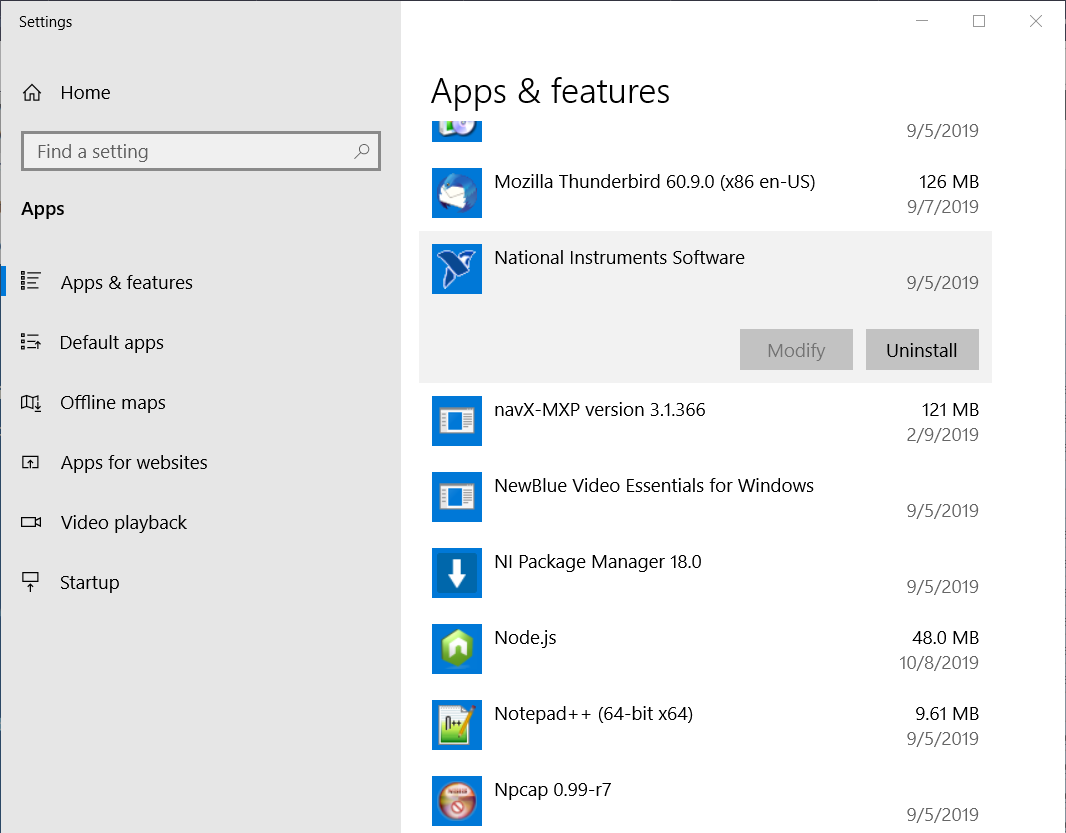 Settings
Home
Find a setting
Apps
Apps & features
Default apps
Offline maps
Apps for websites
Video playback
Startup
Apps & features
9/5/2019
Mozilla Thunderbird 60.9.0 (x86 en-US)
126 MB
9/7/2019
National Instruments Software
9/5/2019
Modify
Uninstall
navX-MXP version 3.1.366
121 MB
2/9/2019
NewBlue Video Essentials for Windows
9/5/2019
NI Package Manager 18.0
9/5/2019
Node.js
48.0 MB
10/8/2019
Notepad++ (64-bit x64)
9.61 MB
9/5/2019
Npcap 0.99-r7
9/5/2019